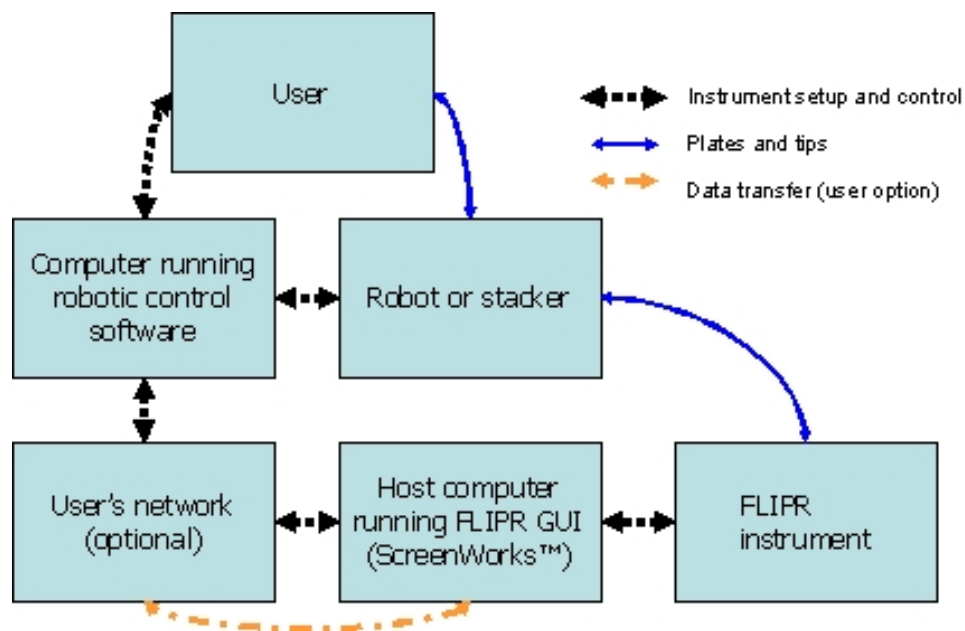 User
Instrument setup and control
Plates and tips
Data transfer (user option)
Computer running
robotic control
software
Robot or stacker
User's network
(optional)
Host computer
running FLIPR GUI
(ScreenWorks™)
FLIPR
instrument